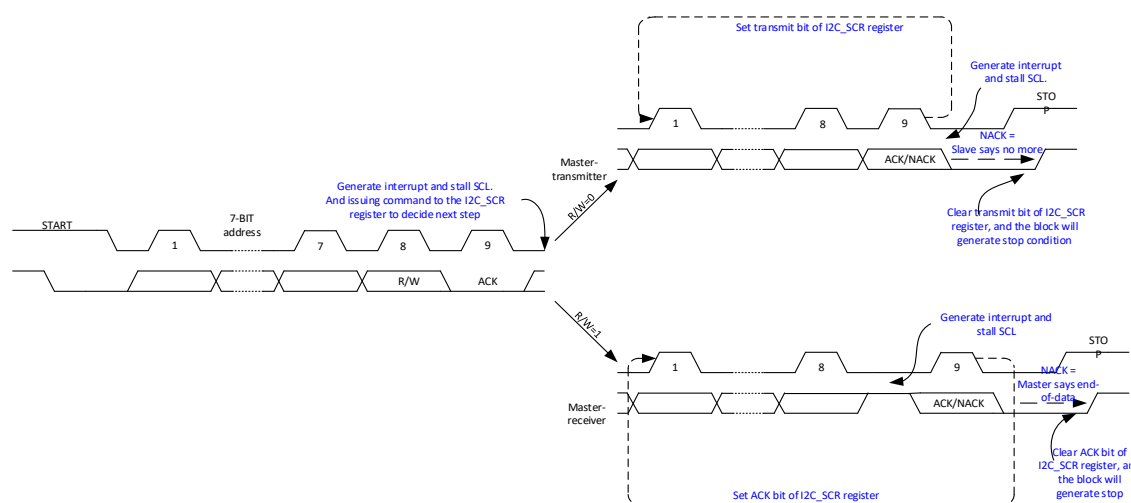 Set transmit bit of I2C_SCR register
Generate interrupt
and stall SCL.
STO
P
1
8
9
NACK =
Slave says no more
Master-
transmitter
ACK/NACK
R/W=0
Clear transmit bit of I2C_SCR
register, and the block will
generate stop condition
Generate interrupt and stall SCL.
And issuing command to the I2C_SCR
register to decide next step
START
7-BIT
address
1
7
8
9
R/W
ACK
R/W=1
Generate interrupt and
stall SCL
STO
P
1
8
9
NACK =
Master says end-
of-data
Master-
receiver
ACK/NACK
Clear ACK bit of
I2C_SCR register, an
the block will
generate stop
Set ACK bit of I2C_SCR register